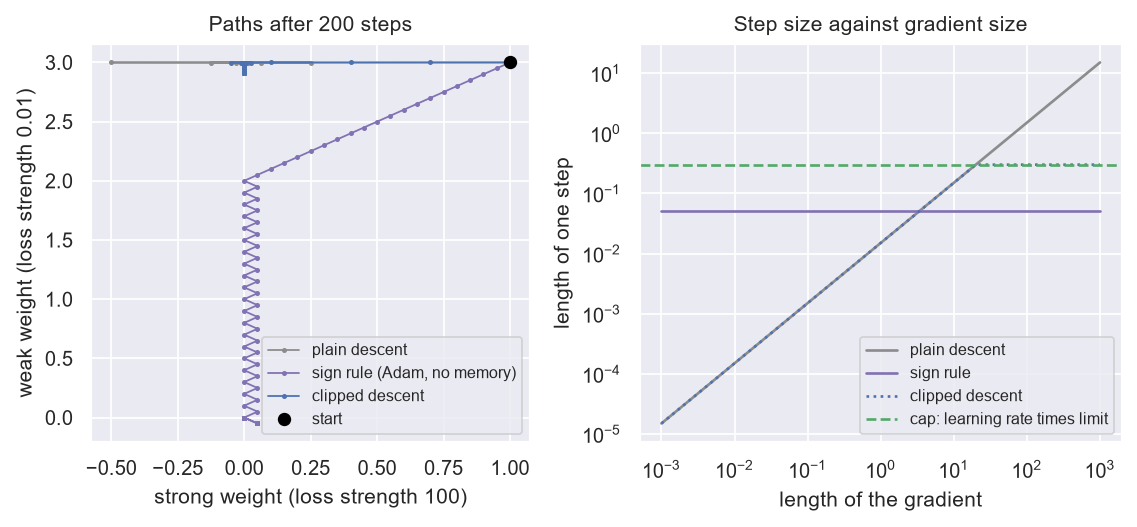 Paths after 200 steps
weak weight (loss strength 0.01)
3.0
2.5
2.0
1.5
1.0
0.5
0.0
plain descent
sign rule (Adam, no memory)
clipped descent
start
−0.50 −0.25 0.00 0.25 0.50 0.75 1.00
strong weight (loss strength 100)
Step size against gradient size
length of one step
10¹
10⁰
10⁻¹
10⁻²
10⁻³
10⁻⁴
10⁻⁵
plain descent
sign rule
clipped descent
cap: learning rate times limit
10⁻³ 10⁻² 10⁻¹ 10⁰ 10¹ 10² 10³
length of the gradient